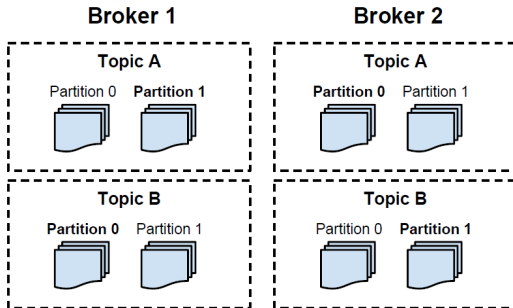 Broker 1 Broker 2
Topic A Topic A
Partition 0 Partition 1 Partition 0 Partition 1
Topic B Topic B
Partition 0 Partition 1 Partition 0 Partition 1